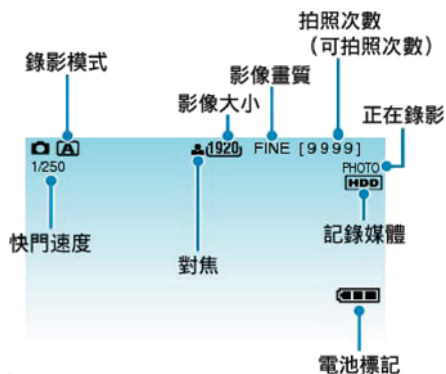 拍照次數
（可拍照次數）
錄影模式
影像畫質
影像大小
正在錄影
A
1920
FINE [9999]
1/250
PHOTO
HDD
快門速度
對焦
記錄媒體
電池標記